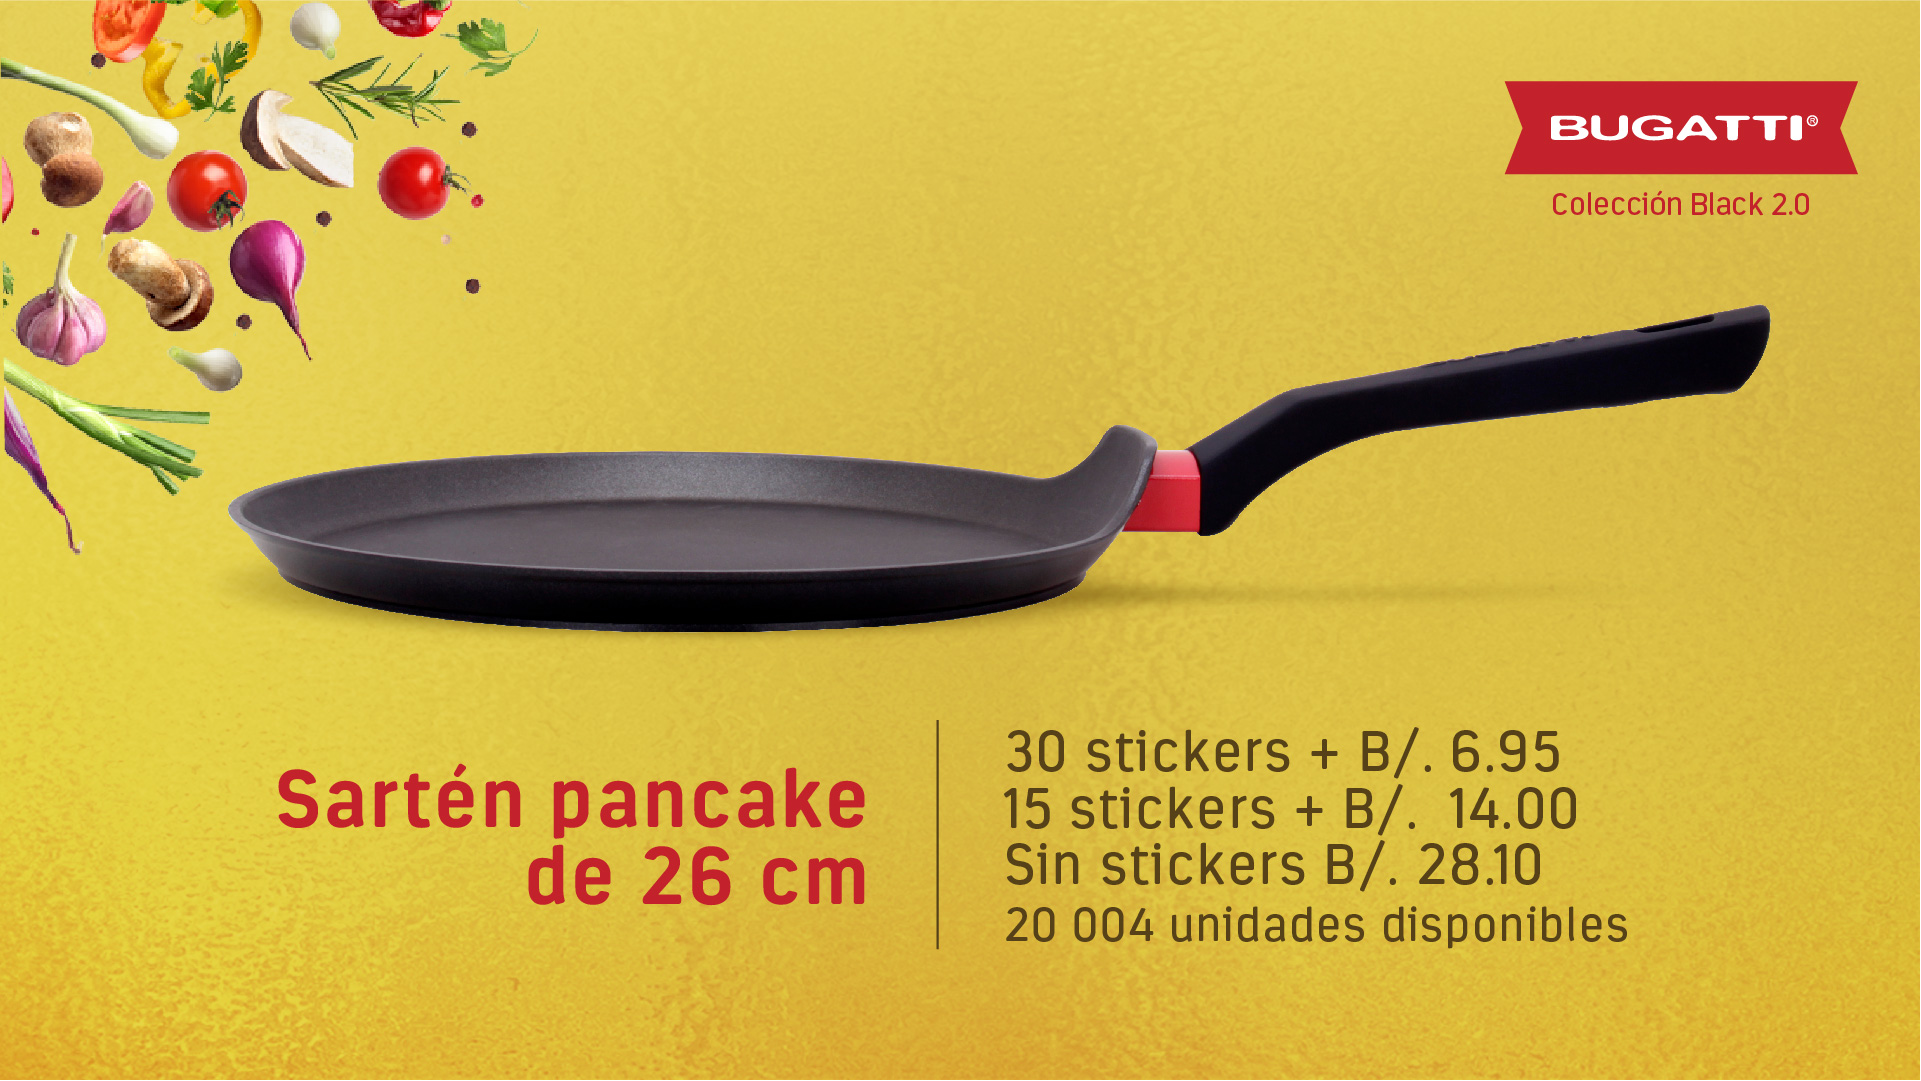 BUGATTI®
Colección Black 2.0
Sartén pancake
de 26 cm
30 stickers + B/. 6.95
15 stickers + B/. 14.00
Sin stickers B/. 28.10
20 004 unidades disponibles